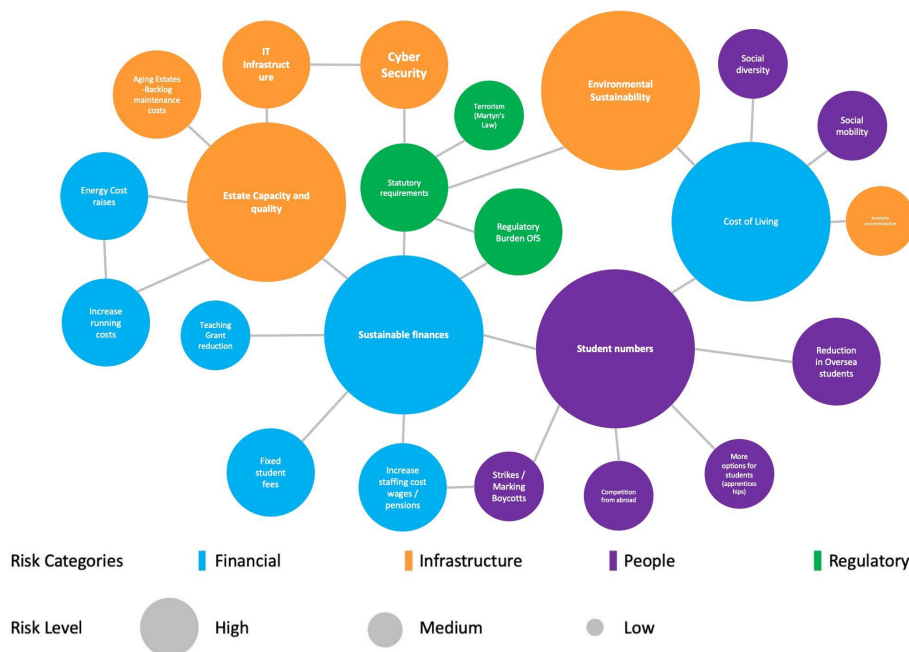 IT
Infrastruct
ure
Cyber
Security
Aging Estates
-Backlog
maintenance
costs
Terrorism
(Martyn's
Law)
Environmental
Sustainability
Social
diversity
Social
mobility
Energy Cost
raises
Estate Capacity and
quality
Statutory
requirements
Regulatory
Burden OfS
Cost of Living
Available
accommodation
Increase
running
costs
Teaching
Grant
reduction
Sustainable finances
Student numbers
Reduction
in Oversea
students
Fixed
student
fees
Increase
staffing cost
wages /
pensions
Strikes /
Marking
Boycotts
Competition
from abroad
More
options for
students
(apprentices
hips)
Risk Categories
Financial
Infrastructure
People
Regulatory
Risk Level
High
Medium
Low